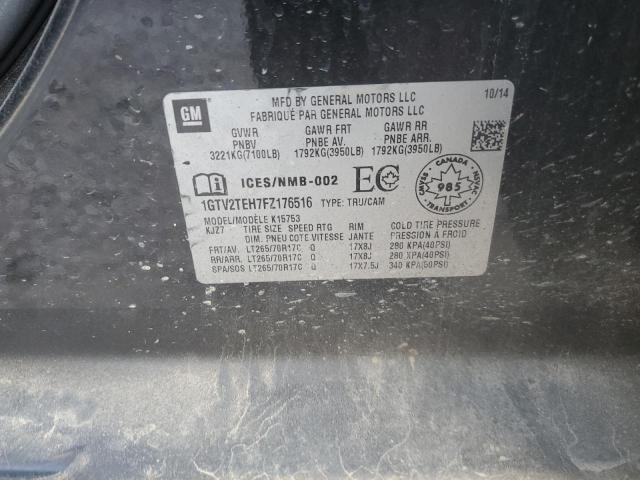 GM
MFD BY GENERAL MOTORS LLC 10/14
FABRIQUÉ PAR GENERAL MOTORS LLC
GVWR GAWR FRT GAWR RR
PNBV PNBE AV. PNBE ARR.
3221KG(7100LB) 1792KG(3950LB) 1792KG(3950LB)
ICES/NMB-002 EC
CANADA
985
CMVSS NSVAC
TRANSPORT
1GTV2TEH7FZ176516 TYPE: TRU/CAM
MODEL/MODÈLE K15753
KJZ7 TIRE SIZE SPEED RTG RIM COLD TIRE PRESSURE
DIM. PNEU COTE VITESSE JANTE PRESSION A FROID
FRT/AV. LT265/70R17C Q 17X8J 280 KPA(40PSI)
RR/ARR. LT265/70R17C Q 17X8J 280 KPA(40PSI)
SPA/SOS LT265/70R17C Q 17X7.5J 340 KPA(50PSI)